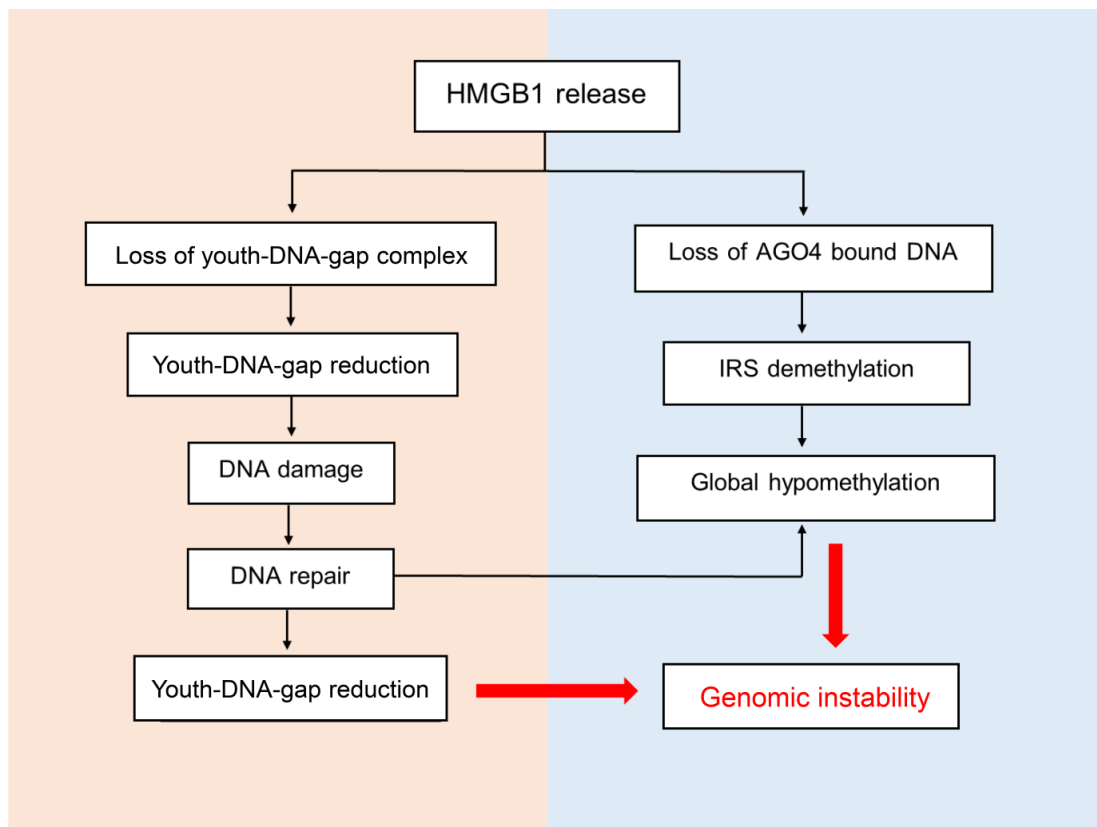 HMGB1 release
Loss of youth-DNA-gap complex
Youth-DNA-gap reduction
DNA damage
DNA repair
Youth-DNA-gap reduction
Loss of AGO4 bound DNA
IRS demethylation
Global hypomethylation
Genomic instability